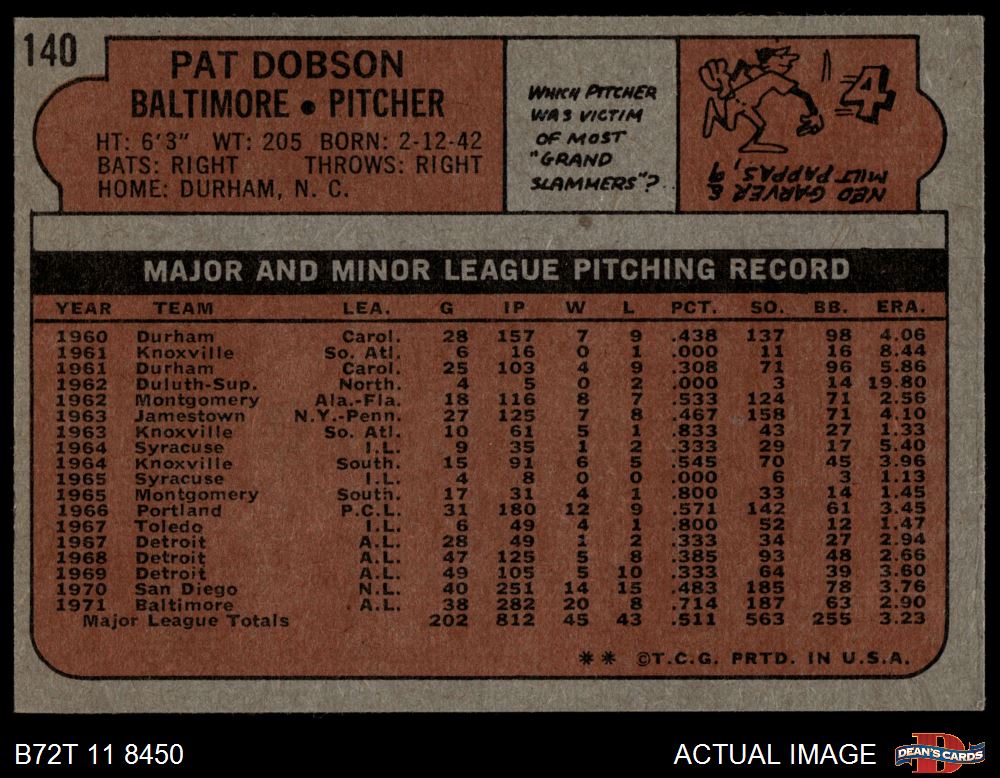 140
PAT DOBSON
BALTIMORE • PITCHER
HT: 6'3" WT: 205 BORN: 2-12-42
BATS: RIGHT THROWS: RIGHT
HOME: DURHAM, N. C.
WHICH PITCHER
WAS VICTIM
OF MOST
"GRAND
SLAMMERS"?
4
NED GARVER &
MILT PAPPAS, 9
MAJOR AND MINOR LEAGUE PITCHING RECORD
YEAR TEAM LEA. G IP W L PCT. SO. BB. ERA.
1960 Durham Carol. 28 157 7 9 .438 137 98 4.06
1961 Knoxville So. Atl. 6 16 0 1 .000 11 16 8.44
1961 Durham Carol. 25 103 4 9 .308 71 96 5.86
1962 Duluth-Sup. North. 4 5 0 2 .000 3 14 19.80
1962 Montgomery Ala.-Fla. 18 116 8 7 .533 124 71 2.56
1963 Jamestown N.Y.-Penn. 27 125 7 8 .467 158 71 4.10
1963 Knoxville So. Atl. 10 61 5 1 .833 43 27 1.33
1964 Syracuse I.L. 9 35 1 2 .333 29 17 5.40
1964 Knoxville South. 15 91 6 5 .545 70 45 3.96
1965 Syracuse I.L. 4 8 0 0 .000 6 3 1.13
1965 Montgomery South. 17 31 4 1 .800 33 14 1.45
1966 Portland P.C.L. 31 180 12 9 .571 142 61 3.45
1967 Toledo I.L. 6 49 4 1 .800 52 12 1.47
1967 Detroit A.L. 28 49 1 2 .333 34 27 2.94
1968 Detroit A.L. 47 125 5 8 .385 93 48 2.66
1969 Detroit A.L. 49 105 5 10 .333 64 39 3.60
1970 San Diego N.L. 40 251 14 15 .483 185 78 3.76
1971 Baltimore A.L. 38 282 20 8 .714 187 63 2.90
Major League Totals 202 812 45 43 .511 563 255 3.23
** ©T.C.G. PRTD. IN U.S.A.
B72T 11 8450
ACTUAL IMAGE
DEAN'S CARDS